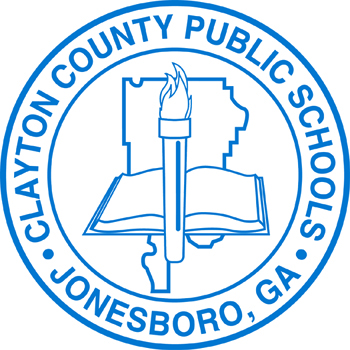 • CLAYTON COUNTY PUBLIC SCHOOLS •
JONESBORO, GA